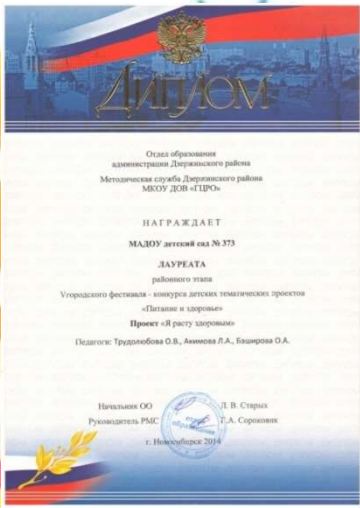 ДИПЛОМ
Отдел образования
администрации Дзержинского района
Методическая служба Дзержинского района
МКОУ ДОВ «ГЦРО»
НАГРАЖДАЕТ
МАДОУ детский сад № 373
ЛАУРЕАТА
районного этапа
Vгородского фестиваля - конкурса детских тематических проектов
«Питание и здоровье»
Проект «Я расту здоровым»
Педагоги: Трудолюбова О.В., Акимова Л.А., Баширова О.А.
Начальник ОО Л. В. Старых
Руководитель РМС Г.А. Сороковик
г. Новосибирск 2014